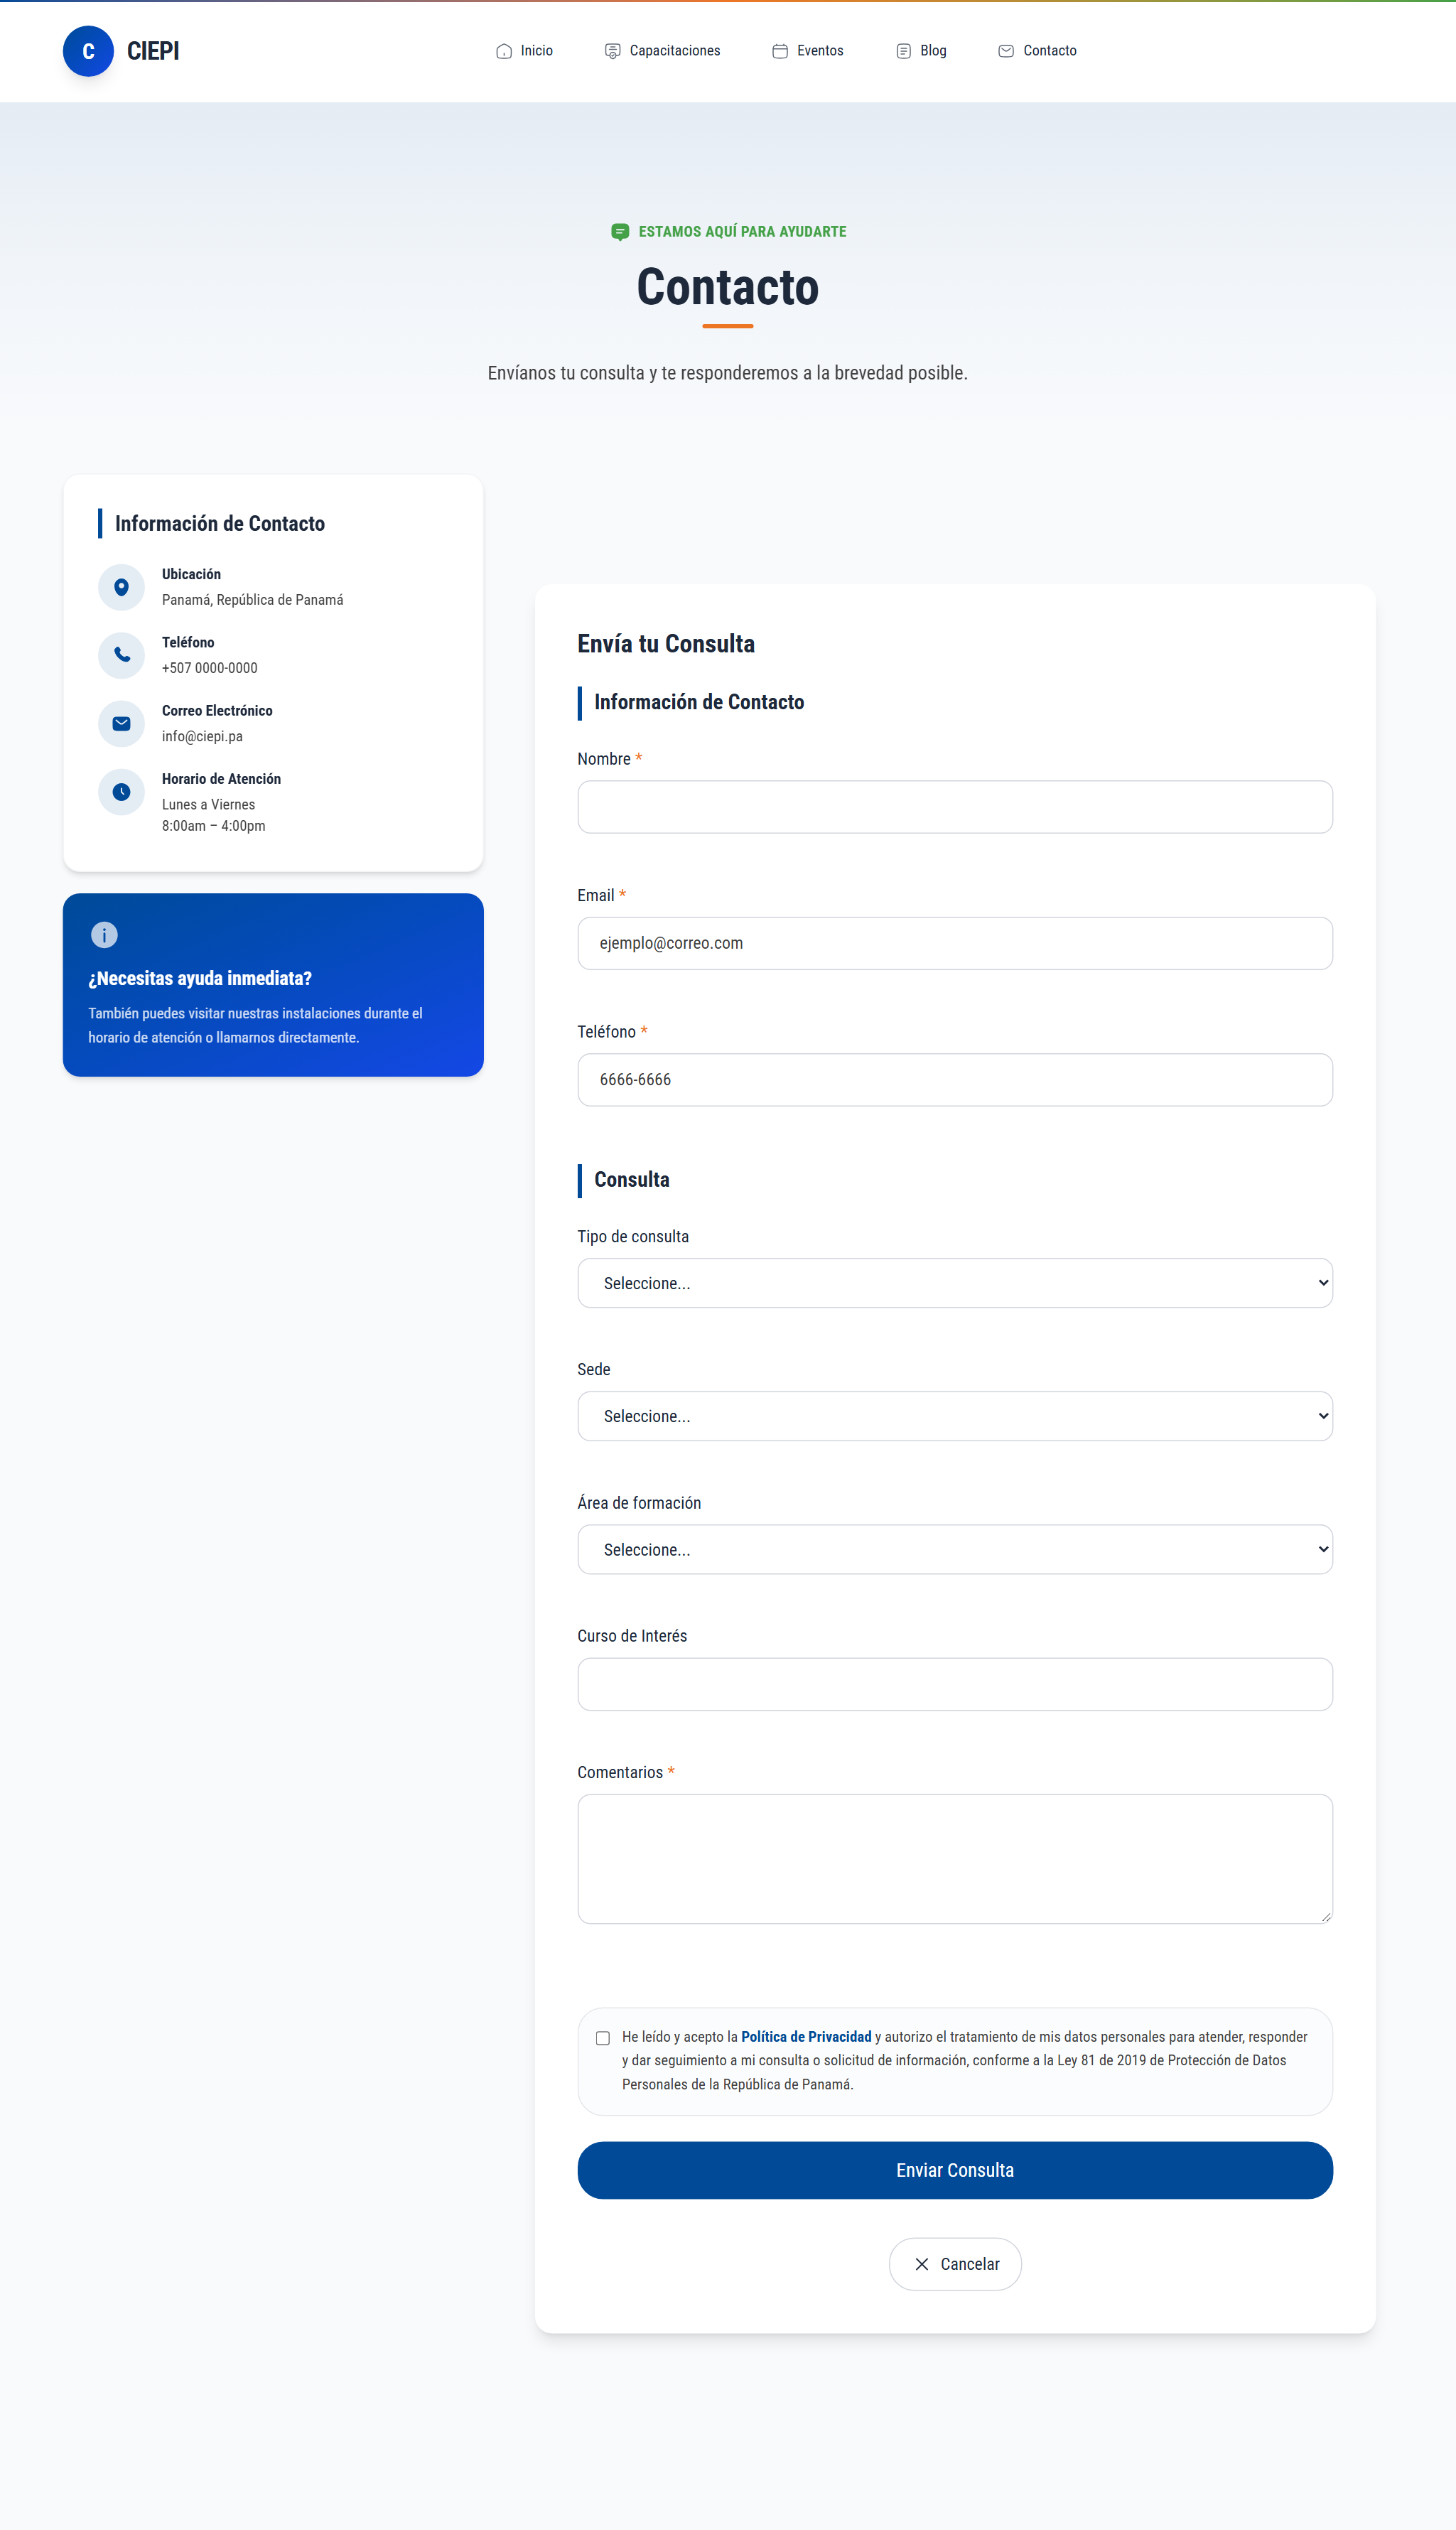 C CIEPI
Inicio
Capacitaciones
Eventos
Blog
Contacto
ESTAMOS AQUÍ PARA AYUDARTE
Contacto
Envíanos tu consulta y te responderemos a la brevedad posible.
Información de Contacto
Ubicación
Panamá, República de Panamá
Teléfono
+507 0000-0000
Correo Electrónico
info@ciepi.pa
Horario de Atención
Lunes a Viernes
8:00am – 4:00pm
¿Necesitas ayuda inmediata?
También puedes visitar nuestras instalaciones durante el
horario de atención o llamarnos directamente.
Envía tu Consulta
Información de Contacto
Nombre *
Email *
ejemplo@correo.com
Teléfono *
6666-6666
Consulta
Tipo de consulta
Seleccione...
Sede
Seleccione...
Área de formación
Seleccione...
Curso de Interés
Comentarios *
He leído y acepto la Política de Privacidad y autorizo el tratamiento de mis datos personales para atender, responder
y dar seguimiento a mi consulta o solicitud de información, conforme a la Ley 81 de 2019 de Protección de Datos
Personales de la República de Panamá.
Enviar Consulta
Cancelar